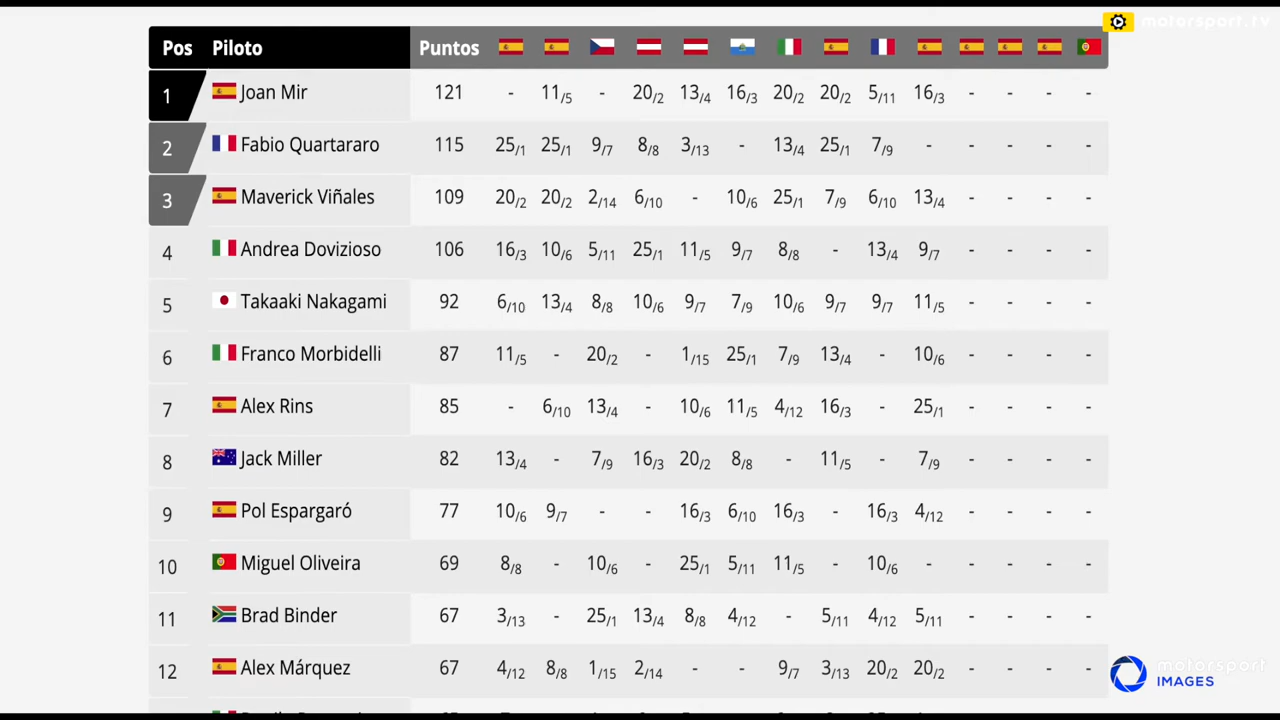 motorsport.tv
Pos Piloto Puntos
1 Joan Mir 121 - 11/5 - 20/2 13/4 16/3 20/2 20/2 5/11 16/3 - - - -
2 Fabio Quartararo 115 25/1 25/1 9/7 8/8 3/13 - 13/4 25/1 7/9 - - - - -
3 Maverick Viñales 109 20/2 20/2 2/14 6/10 - 10/6 25/1 7/9 6/10 13/4 - - - -
4 Andrea Dovizioso 106 16/3 10/6 5/11 25/1 11/5 9/7 8/8 - 13/4 9/7 - - - -
5 Takaaki Nakagami 92 6/10 13/4 8/8 10/6 9/7 7/9 10/6 9/7 9/7 11/5 - - - -
6 Franco Morbidelli 87 11/5 - 20/2 - 1/15 25/1 7/9 13/4 - 10/6 - - - -
7 Alex Rins 85 - 6/10 13/4 - 10/6 11/5 4/12 16/3 - 25/1 - - - -
8 Jack Miller 82 13/4 - 7/9 16/3 20/2 8/8 - 11/5 - 7/9 - - - -
9 Pol Espargaró 77 10/6 9/7 - - 16/3 6/10 16/3 - 16/3 4/12 - - - -
10 Miguel Oliveira 69 8/8 - 10/6 - 25/1 5/11 11/5 - 10/6 - - - - -
11 Brad Binder 67 3/13 - 25/1 13/4 8/8 4/12 - 5/11 4/12 5/11 - - - -
12 Alex Márquez 67 4/12 8/8 1/15 2/14 - - 9/7 3/13 20/2 20/2 - - - -
motorsport
IMAGES